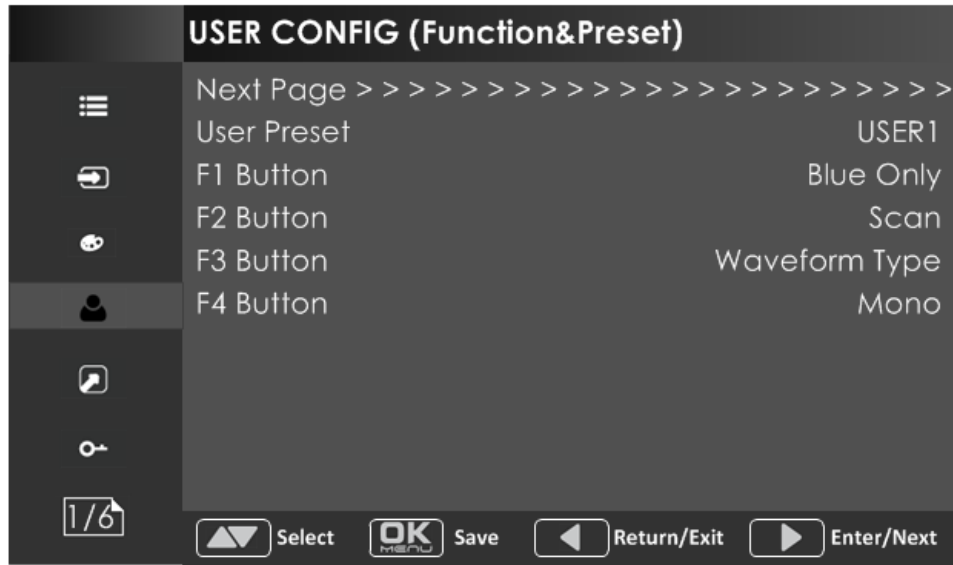 USER CONFIG (Function&Preset)
Next Page > > > > > > > > > > > > > > > > > > > > > > >
User Preset USER1
F1 Button Blue Only
F2 Button Scan
F3 Button Waveform Type
F4 Button Mono
1/6
Select OK MENU Save Return/Exit Enter/Next